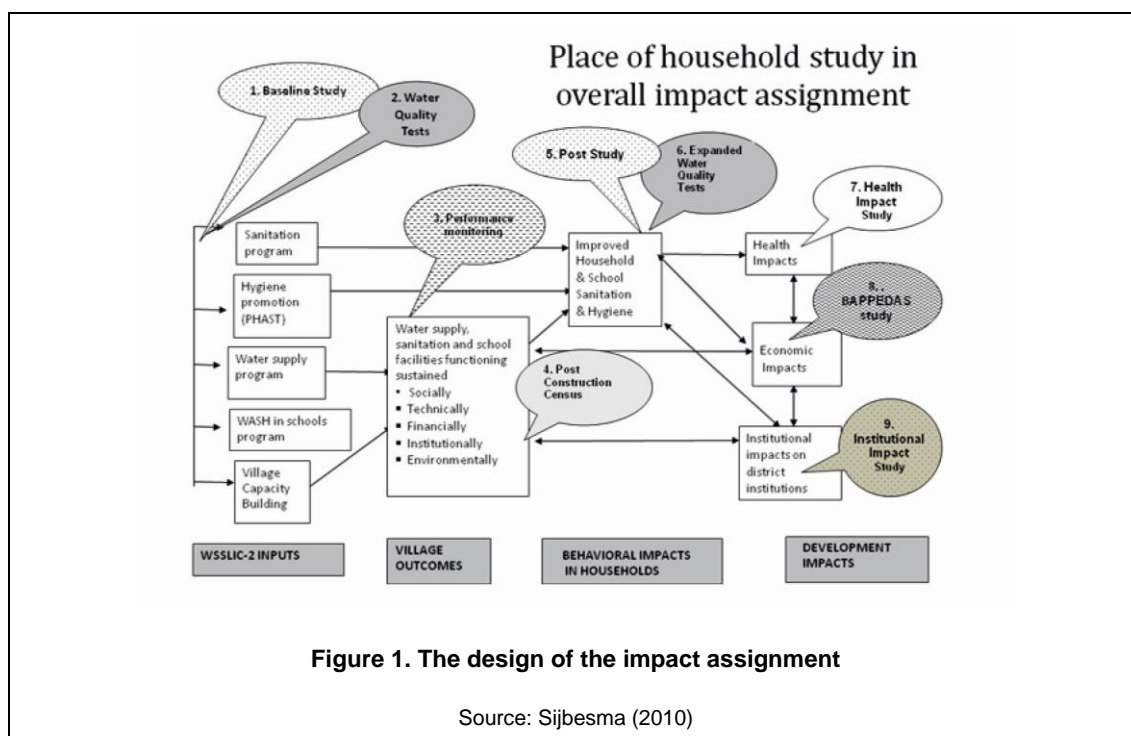 Place of household study in
overall impact assignment
1. Baseline Study
2. Water
Quality
Tests
3. Performance
monitoring
5. Post Study
6. Expanded
Water
Quality
Tests
7. Health
Impact
Study
8. .
BAPPEDAS
study
4. Post
Construction
Census
9.
Institutional
Impact
Study
Sanitation
program
Hygiene
promotion
(PHAST)
Water supply
program
WASH in schools
program
Village
Capacity
Building
Water supply,
sanitation and school
facilities functioning
sustained
• Socially
▪ Technically
▪ Financially
▪ Institutionally
▪ Environmentally
Improved
Household
& School
Sanitation
& Hygiene
Health
Impacts
Economic
Impacts
Institutional
impacts on
district
institutions
WSSLIC-2 INPUTS
VILLAGE
OUTCOMES
BEHAVIORAL IMPACTS
IN HOUSEHOLDS
DEVELOPMENT
IMPACTS
Figure 1. The design of the impact assignment
Source: Sijbesma (2010)